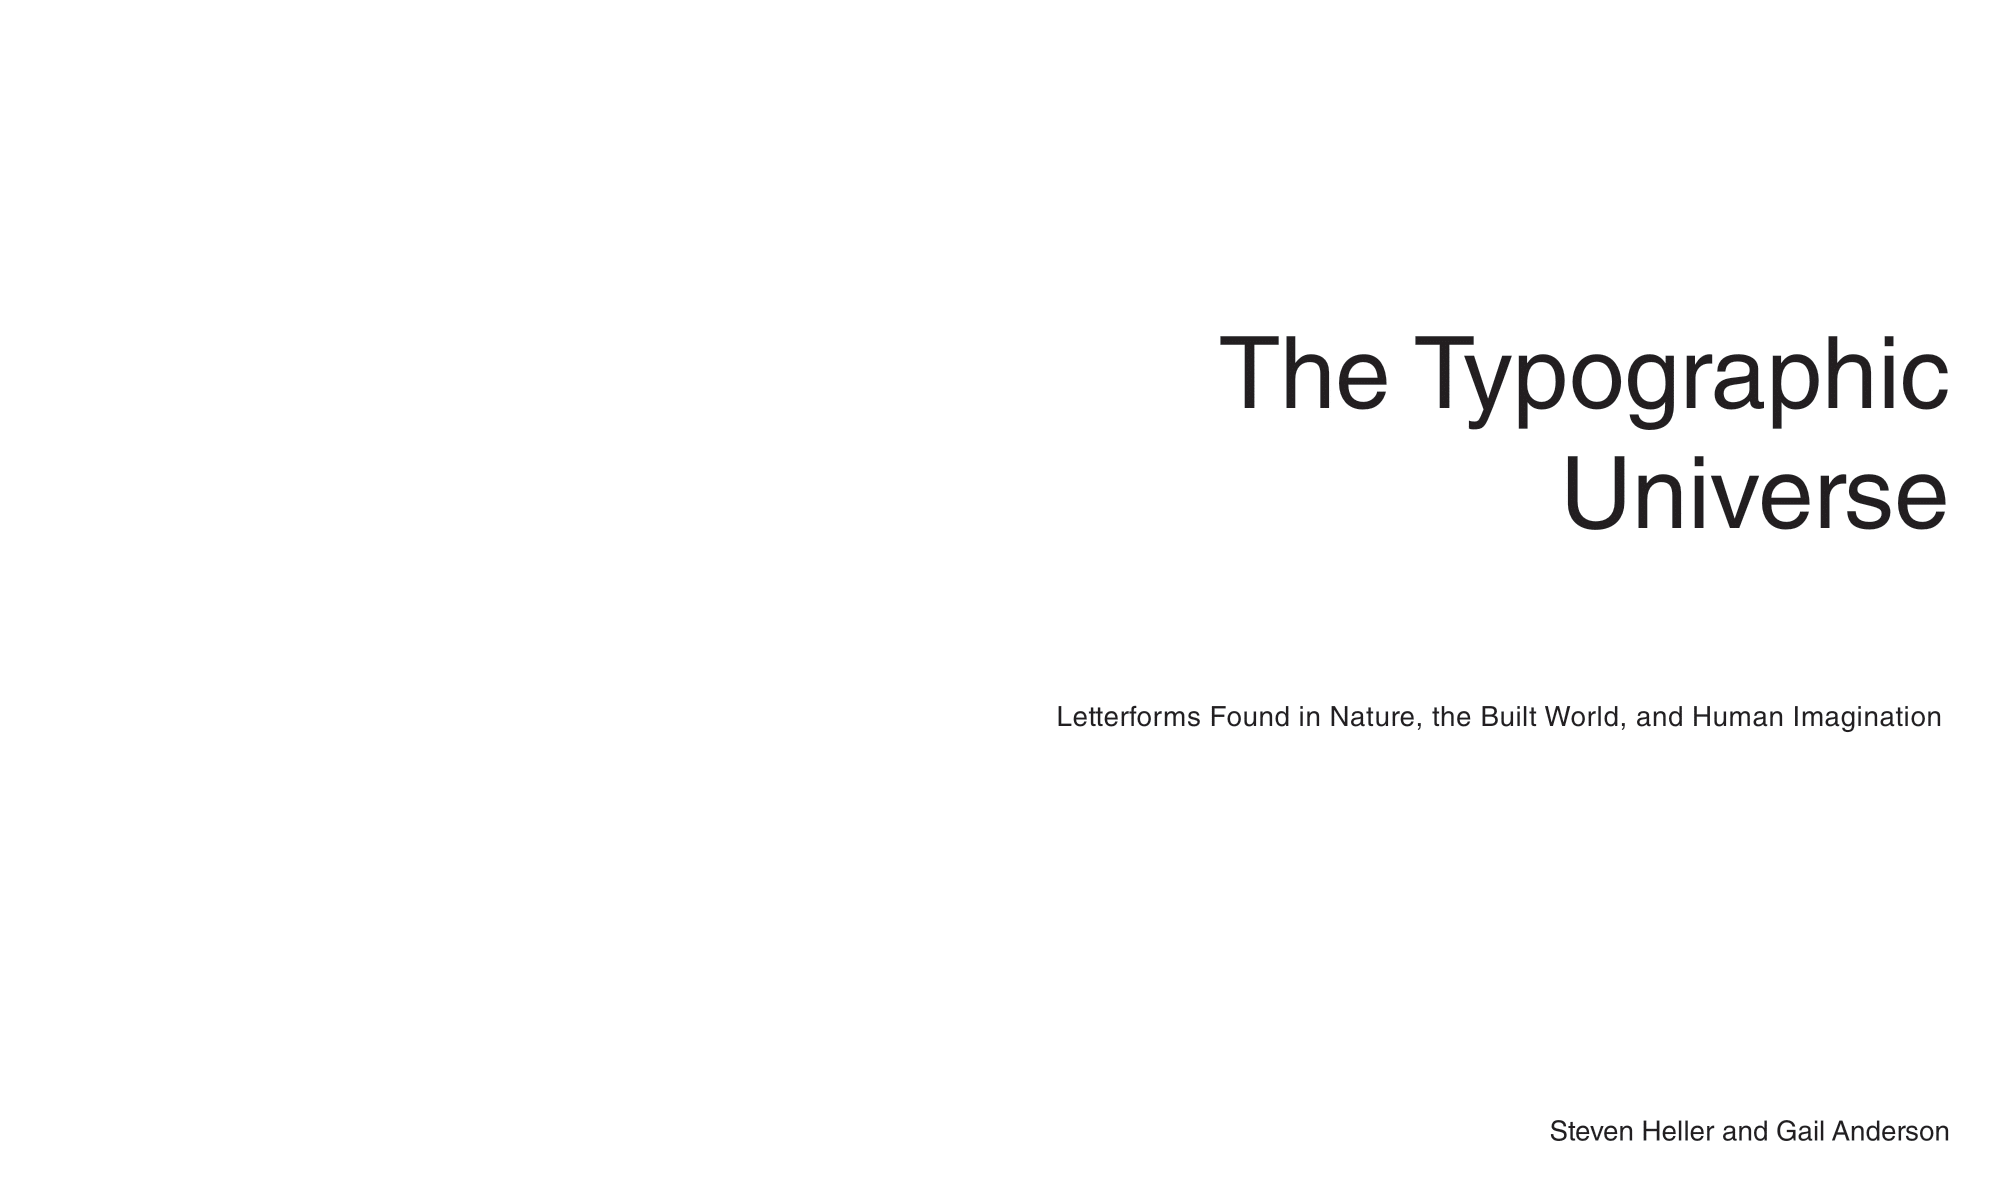 The Typographic
Universe
Letterforms Found in Nature, the Built World, and Human Imagination
Steven Heller and Gail Anderson